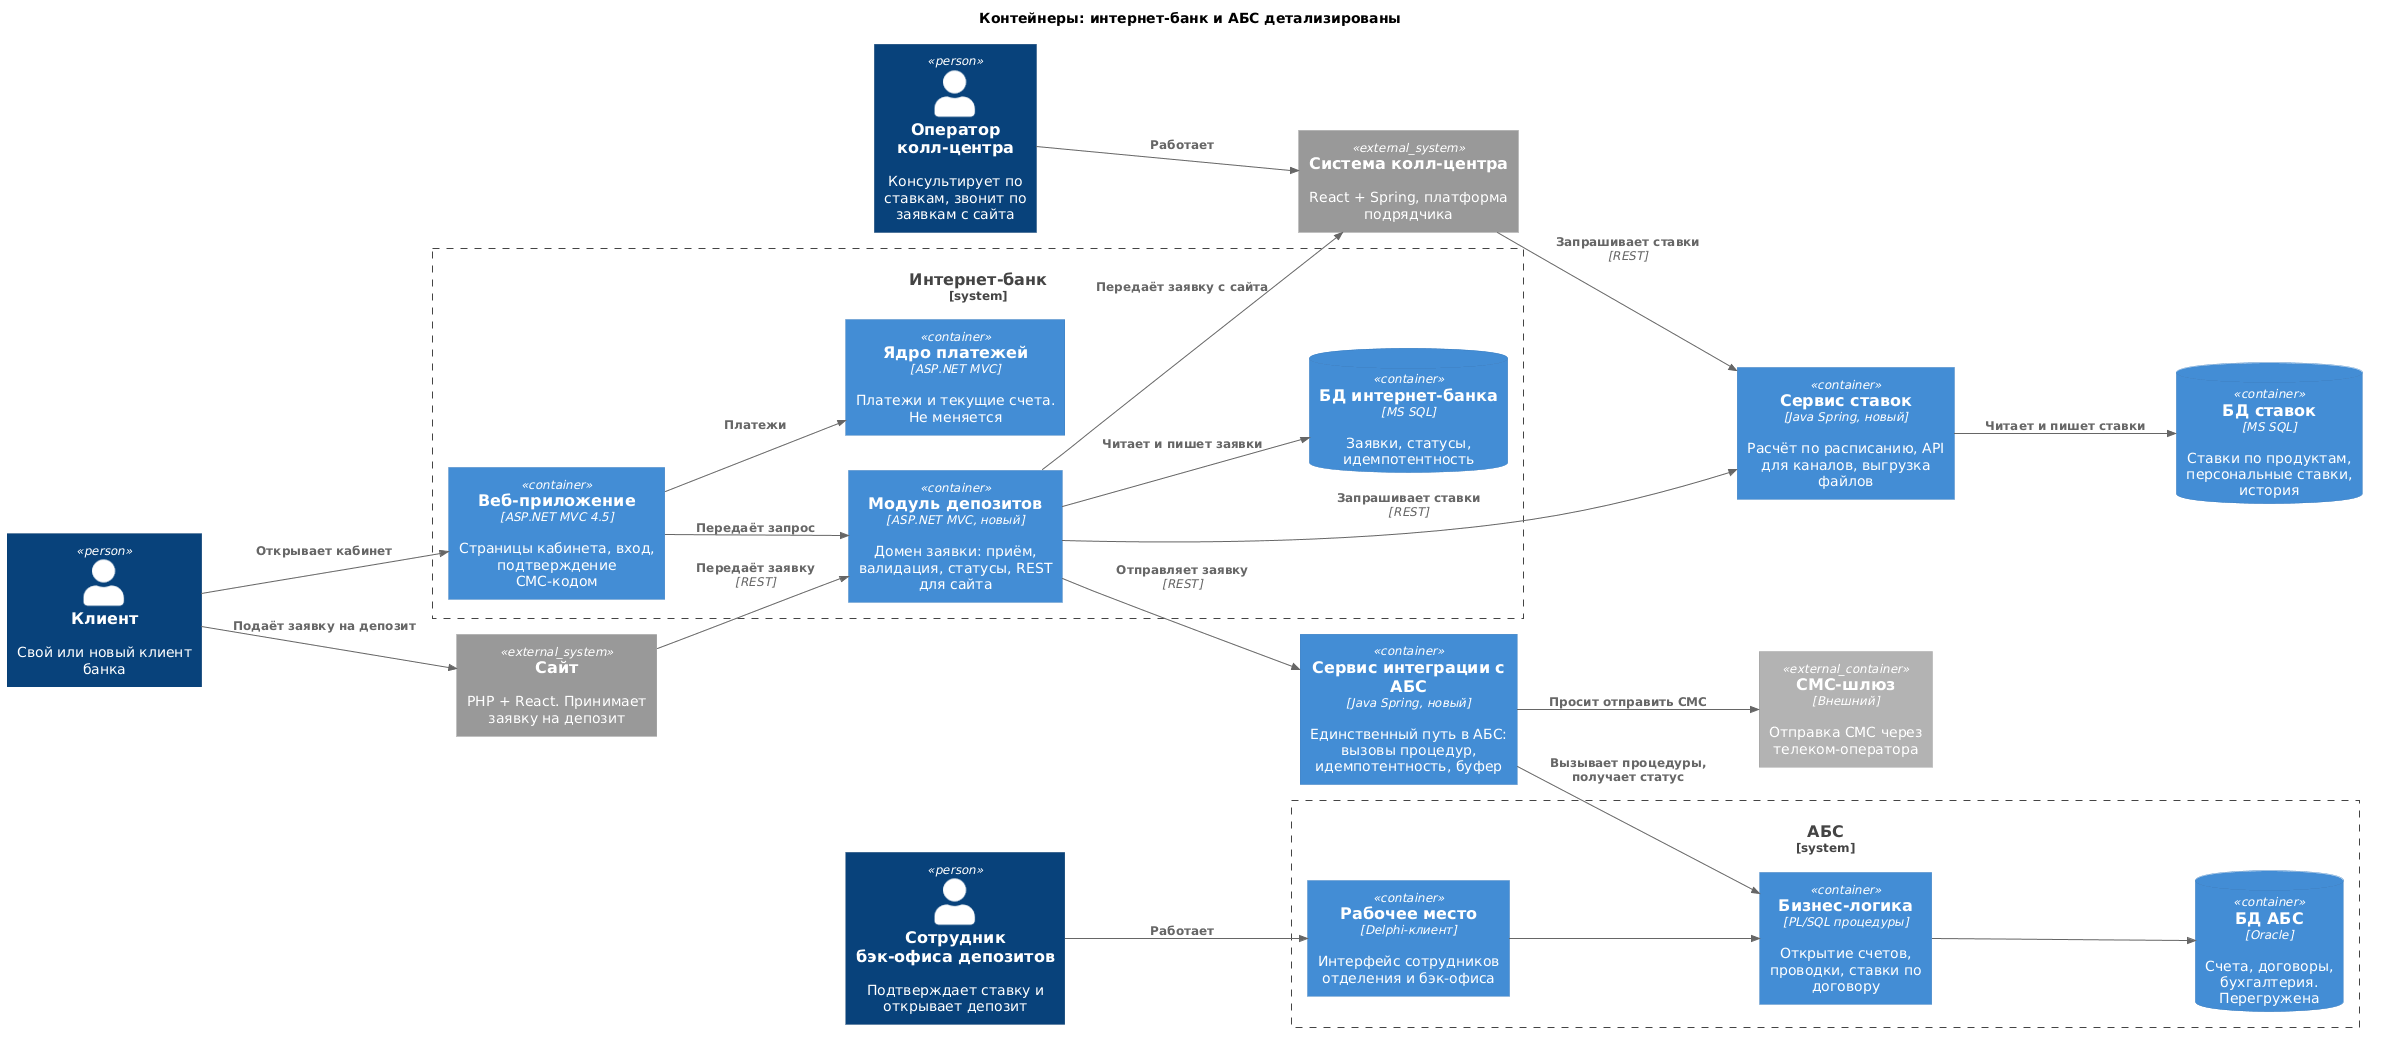 Контейнеры: интернет-банк и АБС детализированы
«person»
Оператор
колл-центра
Консультирует по
ставкам, звонит по
заявкам с сайта
Работает
«external_system»
Система колл-центра
React + Spring, платформа
подрядчика
Запрашивает ставки
[REST]
Интернет-банк
[system]
Передаёт заявку с сайта
«container»
Ядро платежей
[ASP.NET MVC]
Платежи и текущие счета.
Не меняется
Платежи
«container»
БД интернет-банка
[MS SQL]
Заявки, статусы,
идемпотентность
Читает и пишет заявки
«container»
Сервис ставок
[Java Spring, новый]
Расчёт по расписанию, API
для каналов, выгрузка
файлов
Читает и пишет ставки
«container»
БД ставок
[MS SQL]
Ставки по продуктам,
персональные ставки,
история
«container»
Веб-приложение
[ASP.NET MVC 4.5]
Страницы кабинета, вход,
подтверждение
СМС-кодом
Передаёт запрос
«container»
Модуль депозитов
[ASP.NET MVC, новый]
Домен заявки: приём,
валидация, статусы, REST
для сайта
Запрашивает ставки
[REST]
«person»
Клиент
Свой или новый клиент
банка
Открывает кабинет
Подаёт заявку на депозит
Передаёт заявку
[REST]
Отправляет заявку
[REST]
«external_system»
Сайт
PHP + React. Принимает
заявку на депозит
«container»
Сервис интеграции с
АБС
[Java Spring, новый]
Единственный путь в АБС:
вызовы процедур,
идемпотентность, буфер
Просит отправить СМС
«external_container»
СМС-шлюз
[Внешний]
Отправка СМС через
телеком-оператора
Вызывает процедуры,
получает статус
АБС
[system]
«person»
Сотрудник
бэк-офиса депозитов
Подтверждает ставку и
открывает депозит
Работает
«container»
Рабочее место
[Delphi-клиент]
Интерфейс сотрудников
отделения и бэк-офиса
«container»
Бизнес-логика
[PL/SQL процедуры]
Открытие счетов,
проводки, ставки по
договору
«container»
БД АБС
[Oracle]
Счета, договоры,
бухгалтерия.
Перегружена